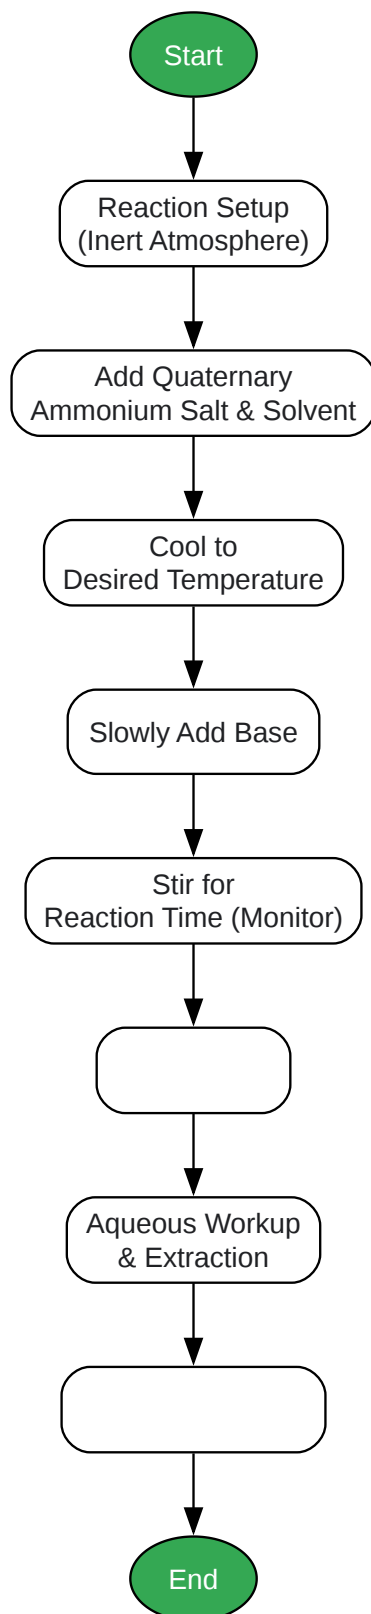 Start
Reaction Setup
(Inert Atmosphere)
Add Quaternary
Ammonium Salt & Solvent
Cool to
Desired Temperature
Slowly Add Base
Stir for
Reaction Time (Monitor)
Aqueous Workup
& Extraction
End